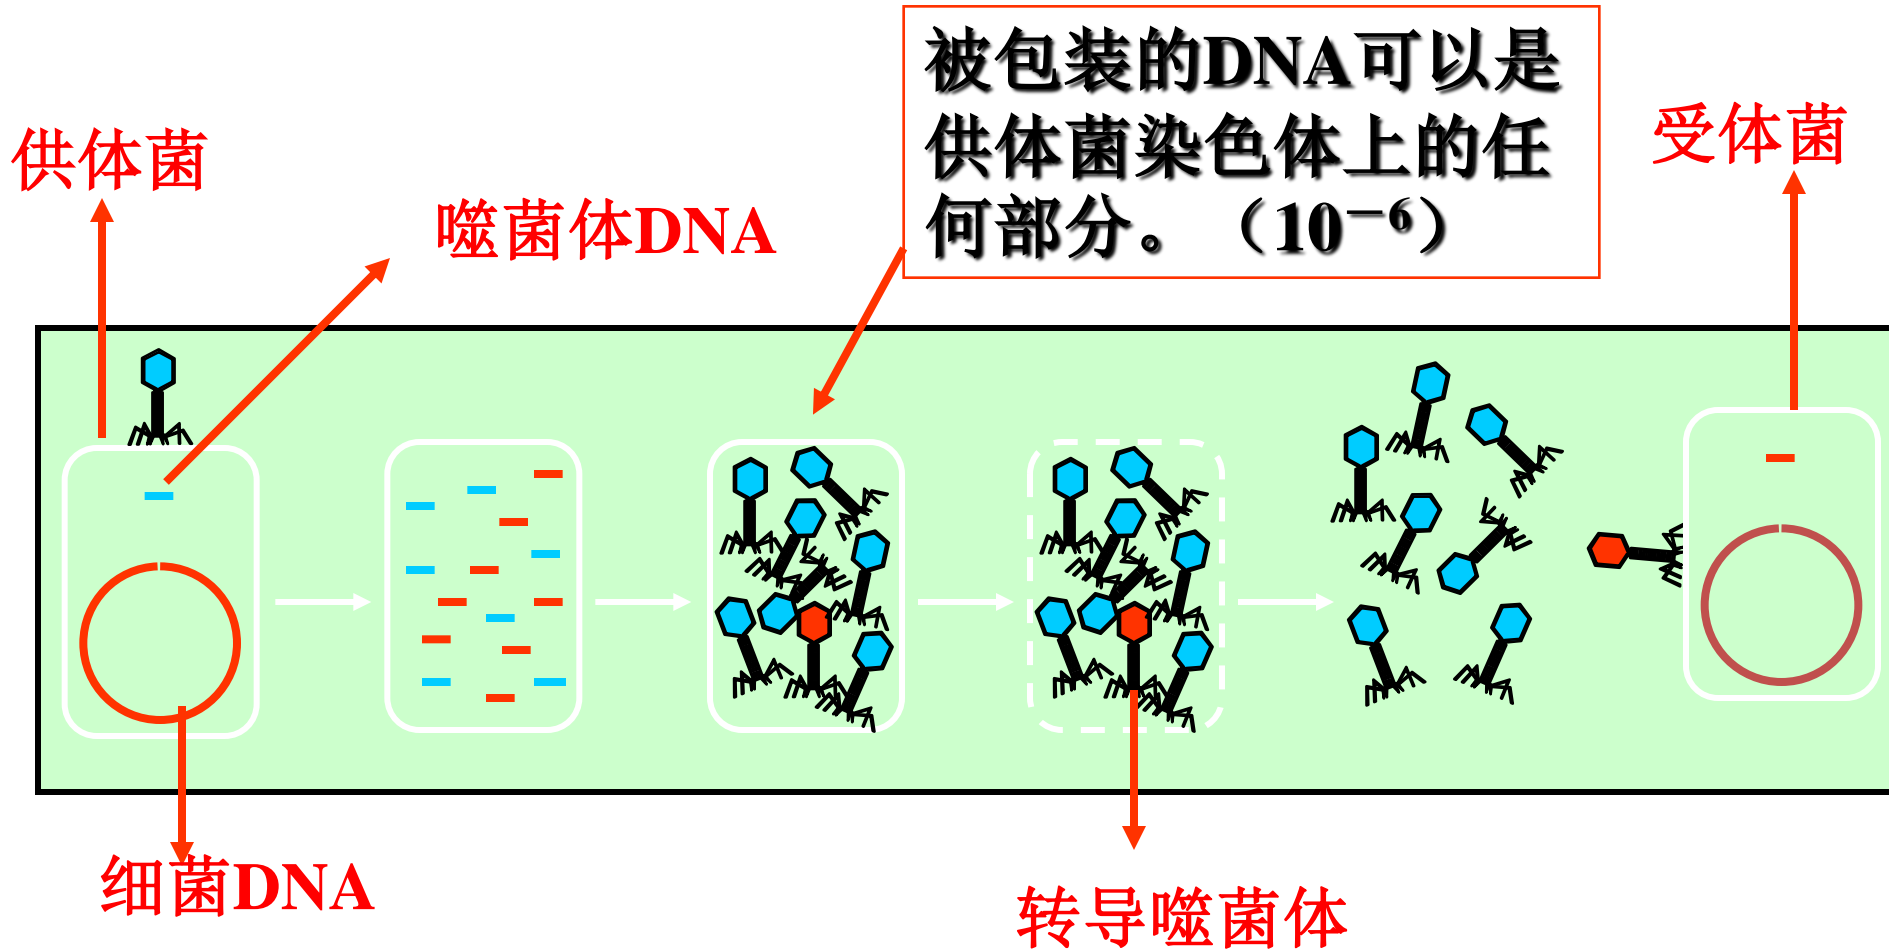 被包装的DNA可以是
供体菌染色体上的任
何部分。（10－6）
供体菌
受体菌
噬菌体DNA
细菌DNA
转导噬菌体